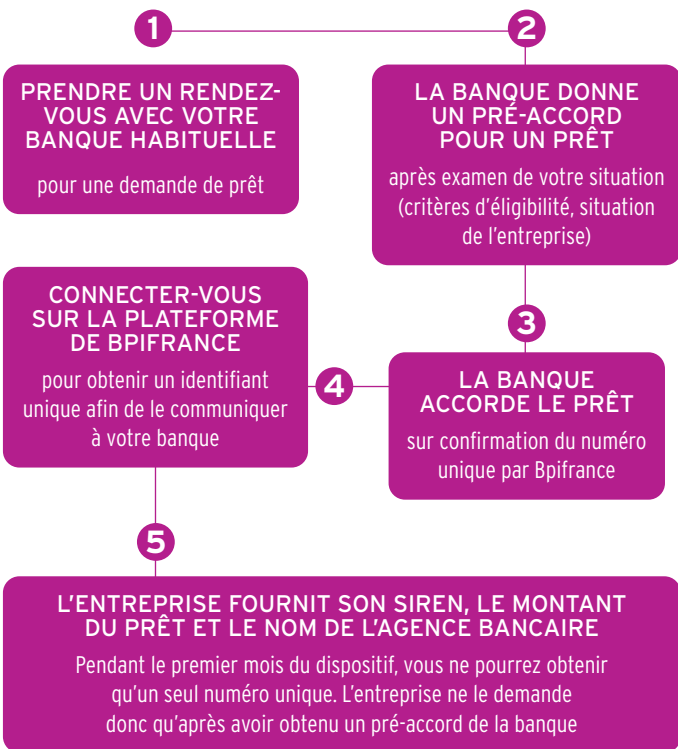 1
PRENDRE UN RENDEZ-
VOUS AVEC VOTRE
BANQUE HABITUELLE
pour une demande de prêt
2
LA BANQUE DONNE
UN PRÉ-ACCORD
POUR UN PRÊT
après examen de votre situation
(critères d'éligibilité, situation
de l'entreprise)
3
LA BANQUE
ACCORDE LE PRÊT
sur confirmation du numéro
unique par Bpifrance
4
CONNECTER-VOUS
SUR LA PLATEFORME
DE BPIFRANCE
pour obtenir un identifiant
unique afin de le communiquer
à votre banque
5
L'ENTREPRISE FOURNIT SON SIREN, LE MONTANT
DU PRÊT ET LE NOM DE L'AGENCE BANCAIRE
Pendant le premier mois du dispositif, vous ne pourrez obtenir
qu'un seul numéro unique. L'entreprise ne le demande
donc qu'après avoir obtenu un pré-accord de la banque